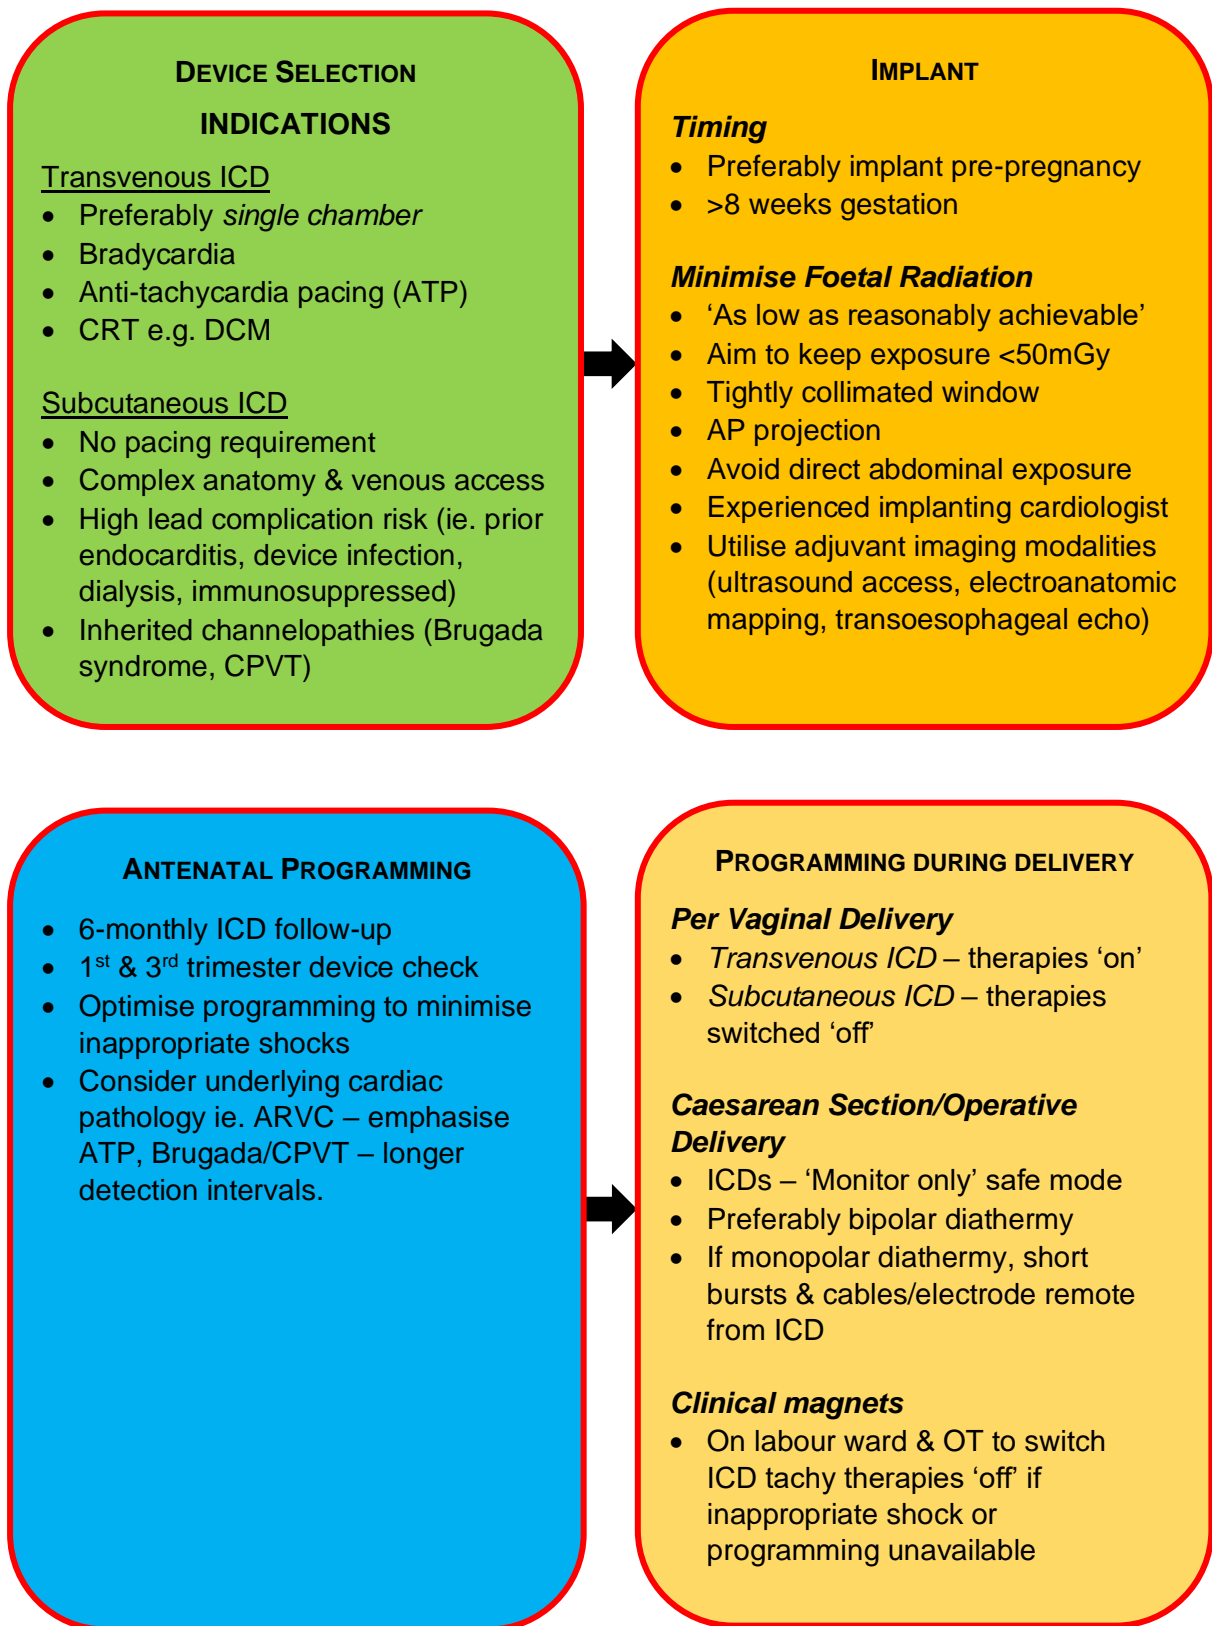 DEVICE SELECTION
INDICATIONS
Transvenous ICD
• Preferably single chamber
• Bradycardia
• Anti-tachycardia pacing (ATP)
• CRT e.g. DCM
Subcutaneous ICD
• No pacing requirement
• Complex anatomy & venous access
• High lead complication risk (ie. prior
endocarditis, device infection,
dialysis, immunosuppressed)
• Inherited channelopathies (Brugada
syndrome, CPVT)
IMPLANT
Timing
• Preferably implant pre-pregnancy
• >8 weeks gestation
Minimise Foetal Radiation
• ‘As low as reasonably achievable’
• Aim to keep exposure <50mGy
• Tightly collimated window
• AP projection
• Avoid direct abdominal exposure
• Experienced implanting cardiologist
• Utilise adjuvant imaging modalities
(ultrasound access, electroanatomic
mapping, transoesophageal echo)
ANTENATAL PROGRAMMING
• 6-monthly ICD follow-up
• 1st & 3rd trimester device check
• Optimise programming to minimise
inappropriate shocks
• Consider underlying cardiac
pathology ie. ARVC – emphasise
ATP, Brugada/CPVT – longer
detection intervals.
PROGRAMMING DURING DELIVERY
Per Vaginal Delivery
• Transvenous ICD – therapies ‘on’
• Subcutaneous ICD – therapies
switched ‘off’
Caesarean Section/Operative
Delivery
• ICDs – ‘Monitor only’ safe mode
• Preferably bipolar diathermy
• If monopolar diathermy, short
bursts & cables/electrode remote
from ICD
Clinical magnets
• On labour ward & OT to switch
ICD tachy therapies ‘off’ if
inappropriate shock or
programming unavailable